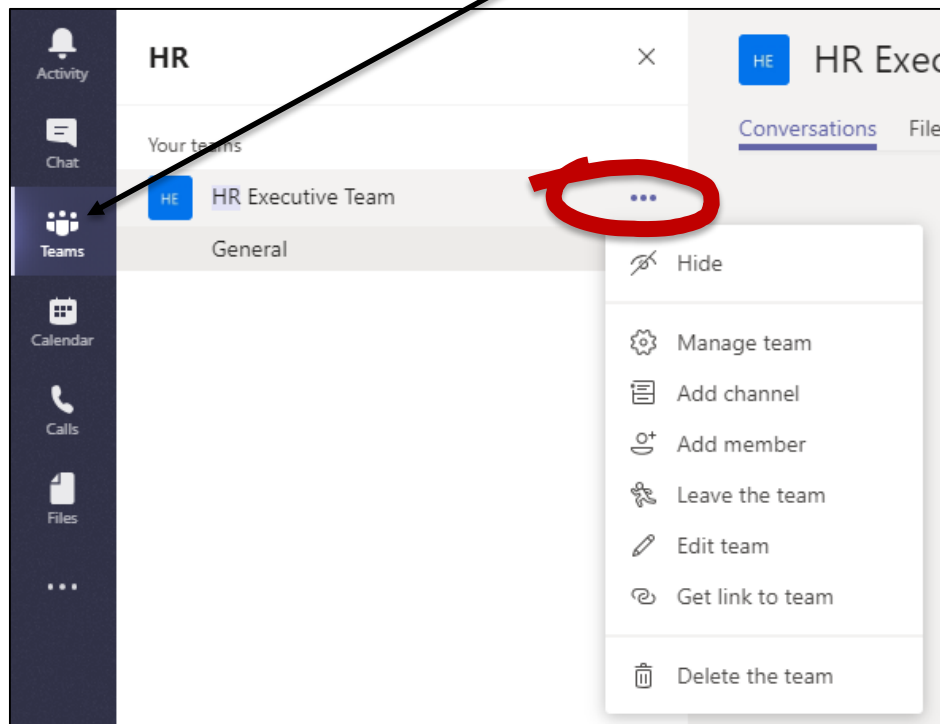 Activity
Chat
Teams
Calendar
Calls
Files
HR
Your teams
HE
HR Executive Team
General
HE
HR Exec
Conversations File
Hide
Manage team
Add channel
Add member
Leave the team
Edit team
Get link to team
Delete the team